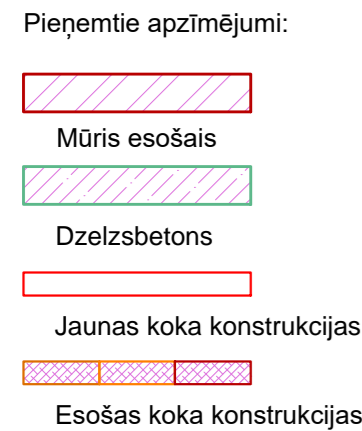 Pieņemtie apzīmējumi:
Mūris esošais
Dzelzsbetons
Jaunas koka konstrukcijas
Esošas koka konstrukcijas